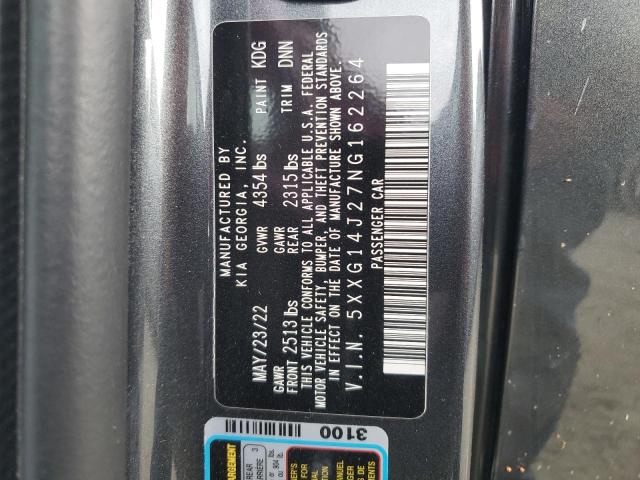 MANUFACTURED BY
KIA GEORGIA, INC.
MAY/23/22 GVWR 4354 lbs PAINT KDG
GAWR GAWR
FRONT 2513 lbs REAR 2315 lbs TRIM DNN
THIS VEHICLE CONFORMS TO ALL APPLICABLE U.S.A. FEDERAL
MOTOR VEHICLE SAFETY, BUMPER, AND THEFT PREVENTION STANDARDS
IN EFFECT ON THE DATE OF MANUFACTURE SHOWN ABOVE.
V.I.N. 5XXG14J27NG162264
PASSENGER CAR
3100
REAR 3